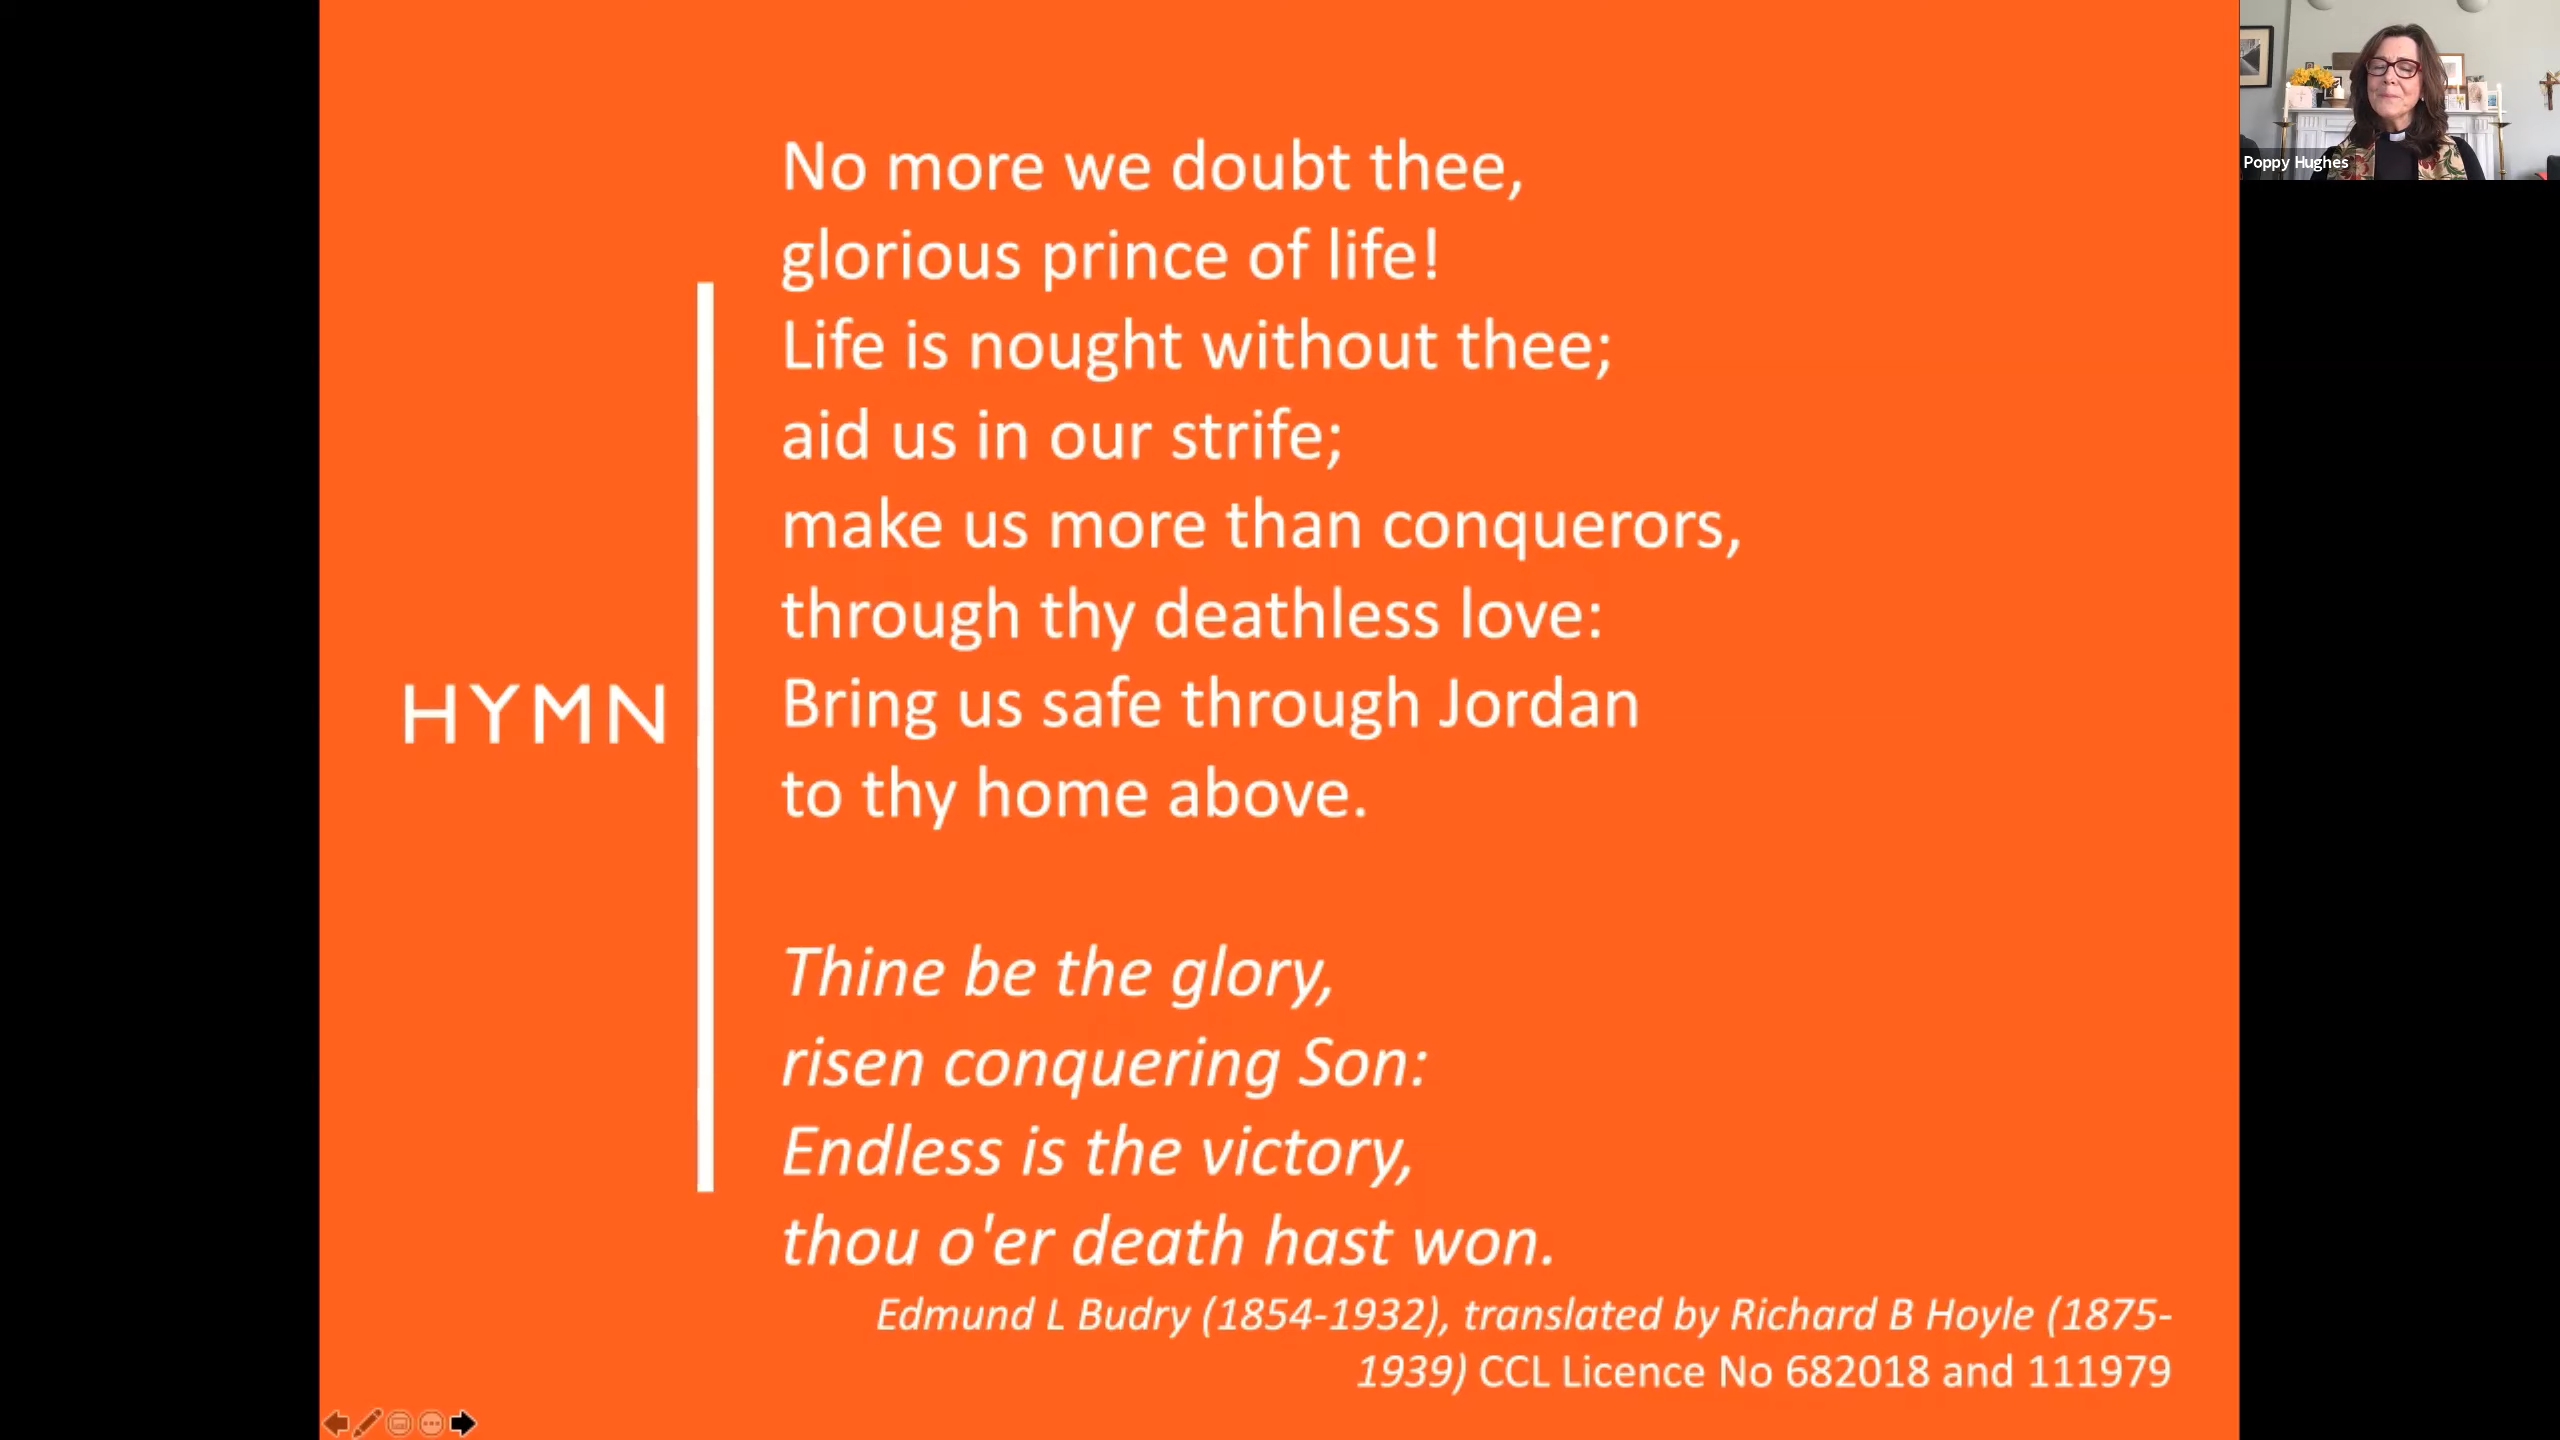 HYMN
No more we doubt thee,
glorious prince of life!
Life is nought without thee;
aid us in our strife;
make us more than conquerors,
through thy deathless love:
Bring us safe through Jordan
to thy home above.
Thine be the glory,
risen conquering Son:
Endless is the victory,
thou o'er death hast won.
Edmund L Budry (1854-1932), translated by Richard B Hoyle (1875-
1939) CCL Licence No 682018 and 111979
Poppy Hughes